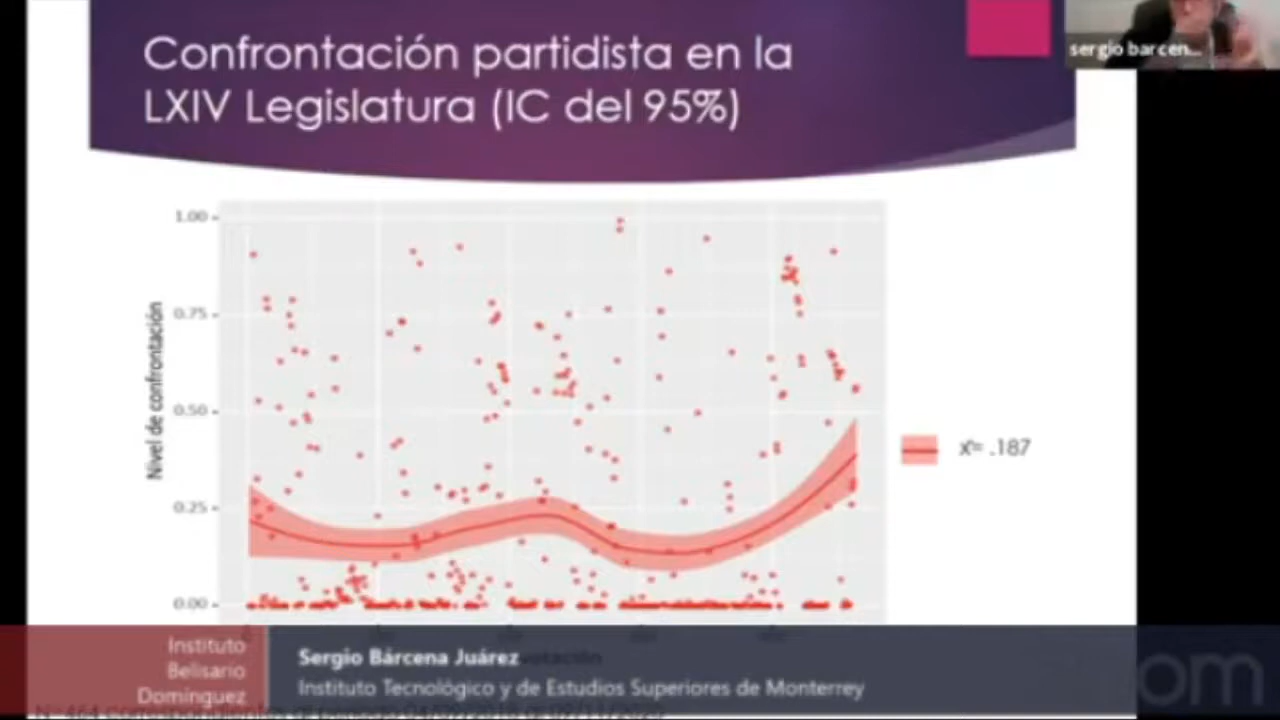 Confrontación partidista en la
LXIV Legislatura (IC del 95%)
sergio barcen...
1.00
0.75
0.50
0.25
0.00
Nivel de confrontación
x= .187
Instituto
Belisario
Domínguez
Sergio Bárcena Juárez
votación
Instituto Tecnológico y de Estudios Superiores de Monterrey
om